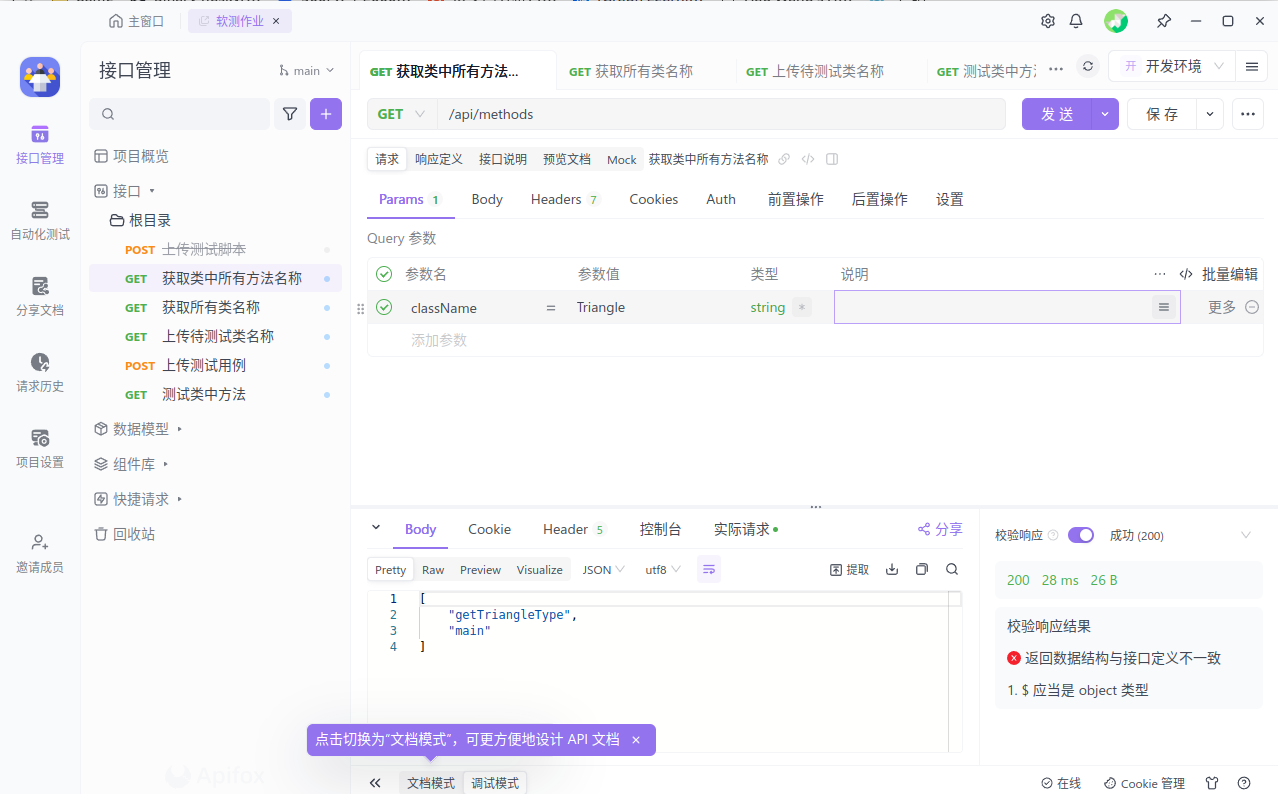 主窗口
软测作业
接口管理
自动化测试
分享文档
请求历史
项目设置
邀请成员
接口管理
main
项目概览
接口
根目录
POST 上传测试脚本
GET 获取类中所有方法名称
GET 获取所有类名称
GET 上传待测试类名称
POST 上传测试用例
GET 测试类中方法
数据模型
组件库
快捷请求
回收站
Apifox
GET 获取类中所有方法...
GET 获取所有类名称
GET 上传待测试类名称
GET 测试类中方
开 开发环境
GET /api/methods
发 送
保 存
请求 响应定义 接口说明 预览文档 Mock 获取类中所有方法名称
Params 1 Body Headers 7 Cookies Auth 前置操作 后置操作 设置
Query 参数
参数名 参数值 类型 说明 ... 批量编辑
className = Triangle string * 更多
添加参数
Body Cookie Header 5 控制台 实际请求 分享
Pretty Raw Preview Visualize JSON utf8 提取
1 [
2 "getTriangleType",
3 "main"
4 ]
校验响应 成功 (200)
200 28 ms 26 B
校验响应结果
返回数据结构与接口定义不一致
1. $ 应当是 object 类型
点击切换为“文档模式”，可更方便地设计 API 文档
文档模式 调试模式
在线 Cookie 管理